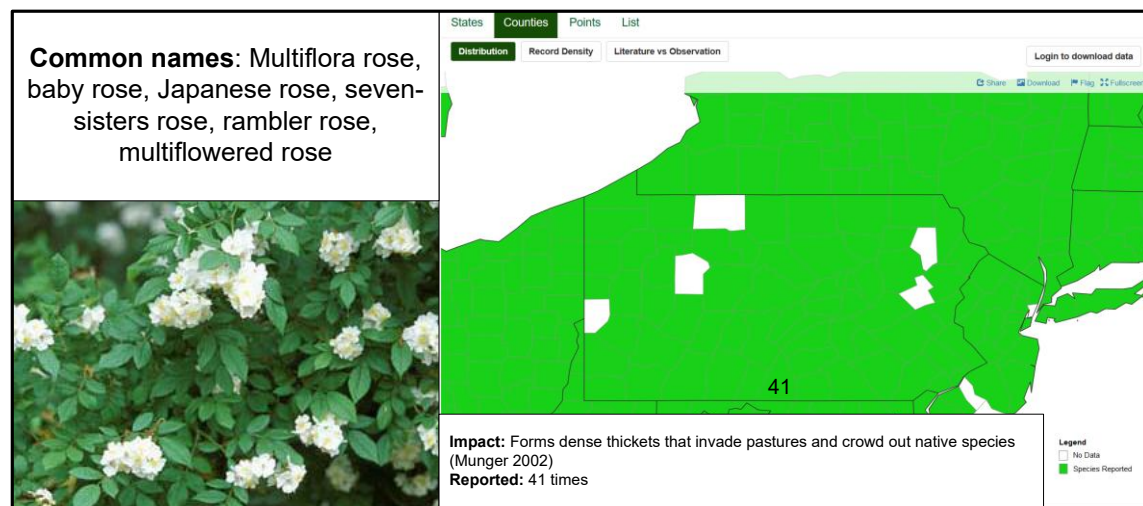 Common names: Multiflora rose,
baby rose, Japanese rose, seven-
sisters rose, rambler rose,
multiflowered rose
States Counties Points List
Distribution Record Density Literature vs Observation
Login to download data
Share Download Flag Fullscreen
41
Impact: Forms dense thickets that invade pastures and crowd out native species
(Munger 2002)
Reported: 41 times
Legend
No Data
Species Reported